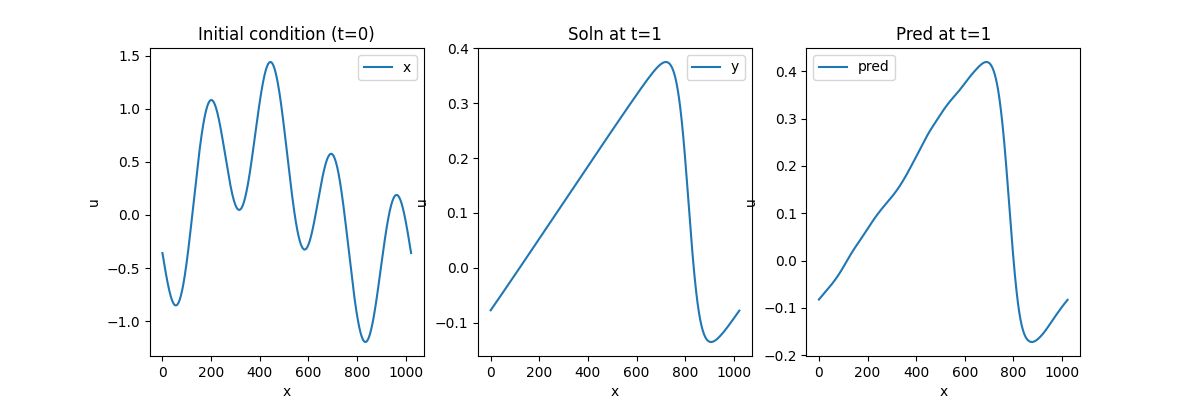 Initial condition (t=0)
x
1.5
1.0
0.5
0.0
−0.5
−1.0
u
0 200 400 600 800 1000
x
Soln at t=1
y
0.4
0.3
0.2
0.1
0.0
−0.1
u
0 200 400 600 800 1000
x
Pred at t=1
pred
0.4
0.3
0.2
0.1
0.0
−0.1
−0.2
u
0 200 400 600 800 1000
x